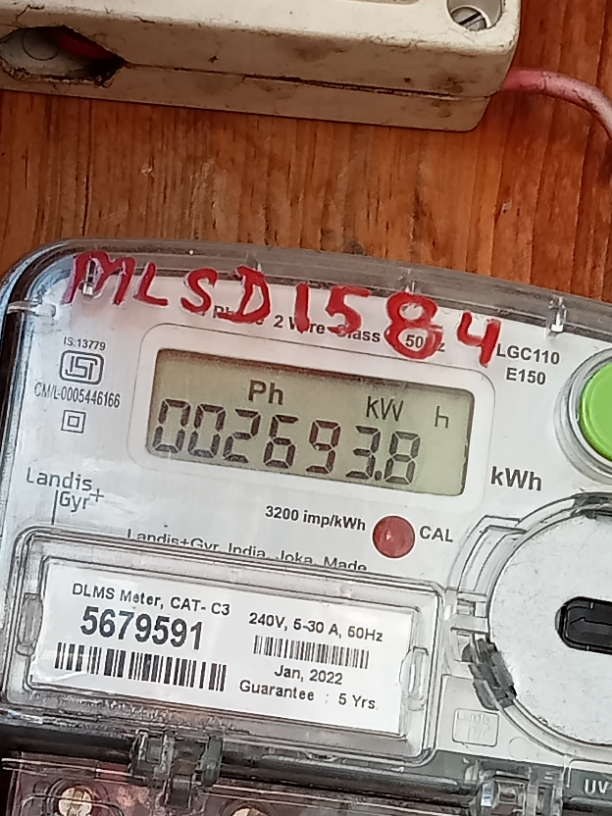 MLSD1584
2 Wire
LGC110
E150
IS:13779
CM/L-0005446166
Ph kW h
002693.8
kWh
Landis
Gyr+
3200 imp/kWh
CAL
Landis+Gyr, India, Joka, Made
DLMS Meter, CAT- C3
5679591
240V, 5-30 A, 50Hz
Jan, 2022
Guarantee : 5 Yrs.
UV